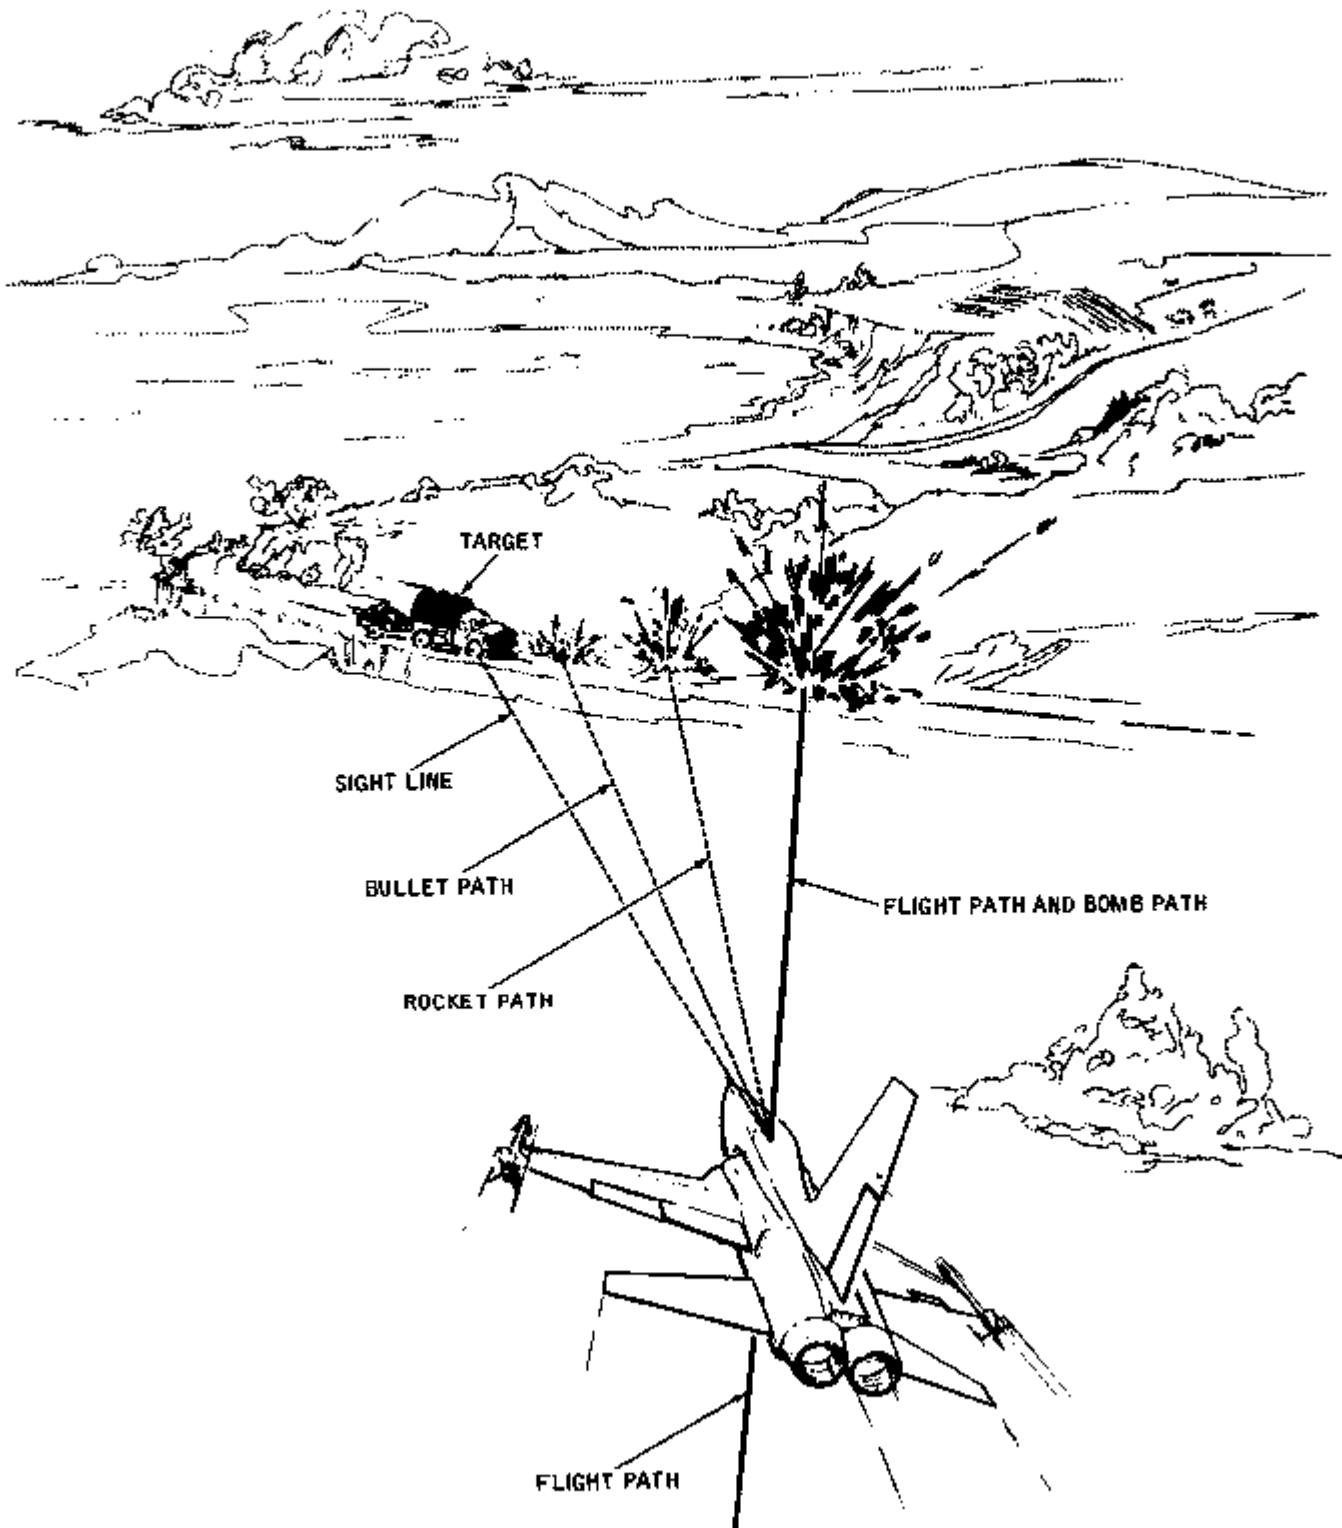 TARGET
SIGHT LINE
BULLET PATH
FLIGHT PATH AND BOMB PATH
ROCKET PATH
FLIGHT PATH